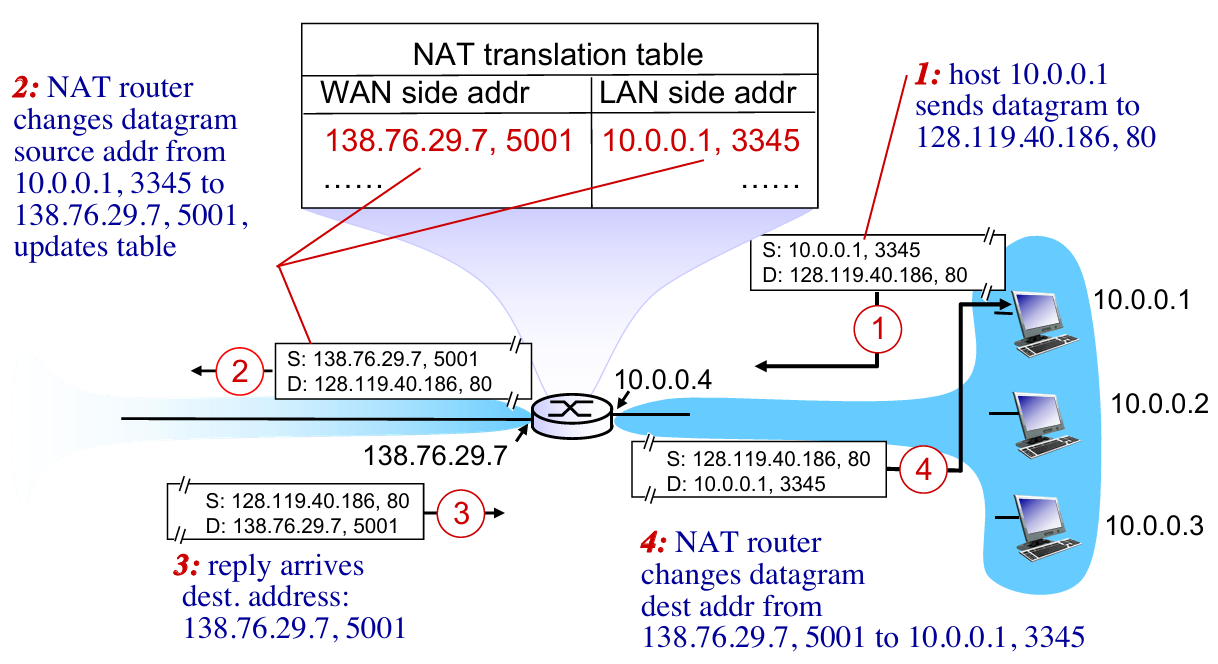 NAT translation table
WAN side addr LAN side addr
138.76.29.7, 5001 10.0.0.1, 3345
...... ......
2: NAT router
changes datagram
source addr from
10.0.0.1, 3345 to
138.76.29.7, 5001,
updates table
1: host 10.0.0.1
sends datagram to
128.119.40.186, 80
S: 10.0.0.1, 3345
D: 128.119.40.186, 80
1
10.0.0.1
S: 138.76.29.7, 5001
D: 128.119.40.186, 80
2
10.0.0.4
10.0.0.2
138.76.29.7
S: 128.119.40.186, 80
D: 10.0.0.1, 3345
4
S: 128.119.40.186, 80
D: 138.76.29.7, 5001
3
10.0.0.3
3: reply arrives
dest. address:
138.76.29.7, 5001
4: NAT router
changes datagram
dest addr from
138.76.29.7, 5001 to 10.0.0.1, 3345